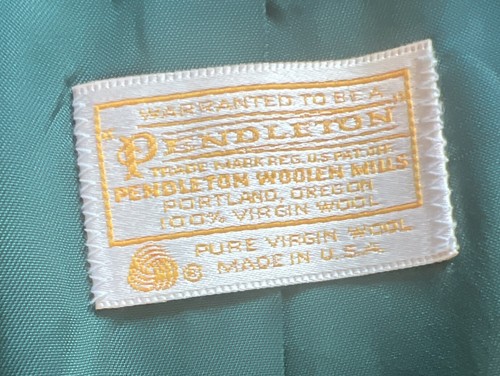 WARRANTED TO BE A
"PENDLETON"
TRADE MARK REG. U.S. PAT. OFF.
PENDLETON WOOLEN MILLS
PORTLAND, OREGON
100% VIRGIN WOOL
PURE VIRGIN WOOL
® MADE IN U.S.A.